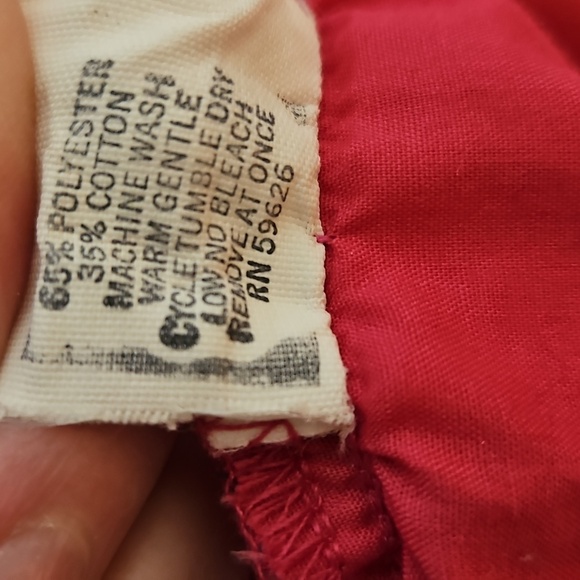 65% POLYESTER
35% COTTON
MACHINE WASH
WARM GENTLE
CYCLE TUMBLE DRY
LOW NO BLEACH
REMOVE AT ONCE
RN 59626